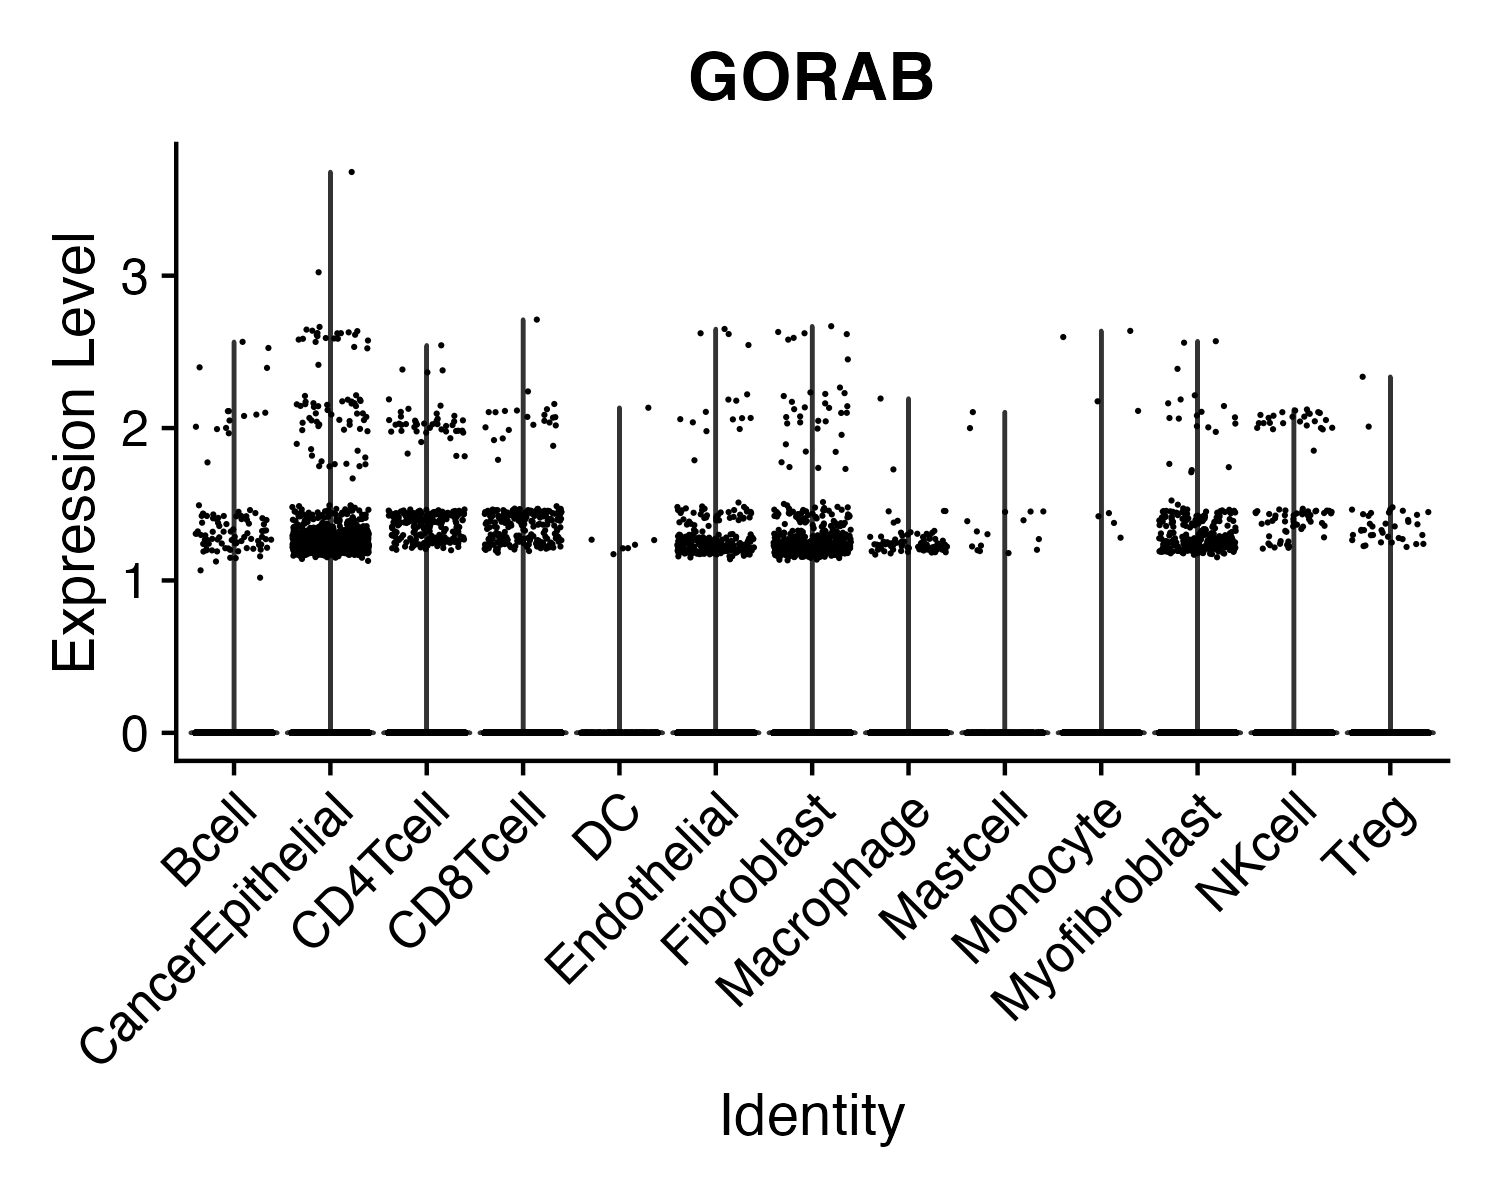 GORAB
Expression Level
3
2
1
0
Bcell
CancerEpithelial
CD4Tcell
CD8Tcell
DC
Endothelial
Fibroblast
Macrophage
Mastcell
Monocyte
Myofibroblast
NKcell
Treg
Identity